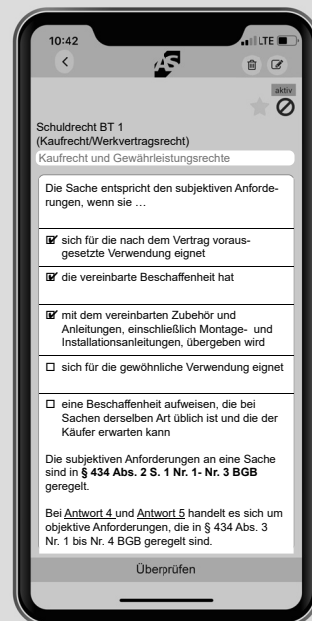 10:42
LTE
AS
aktiv
Schuldrecht BT 1
(Kaufrecht/Werkvertragsrecht)
Kaufrecht und Gewährleistungsrechte
Die Sache entspricht den subjektiven Anforde-
rungen, wenn sie …
sich für die nach dem Vertrag voraus-
gesetzte Verwendung eignet
die vereinbarte Beschaffenheit hat
mit dem vereinbarten Zubehör und
Anleitungen, einschließlich Montage- und
Installationsanleitungen, übergeben wird
sich für die gewöhnliche Verwendung eignet
eine Beschaffenheit aufweisen, die bei
Sachen derselben Art üblich ist und die der
Käufer erwarten kann
Die subjektiven Anforderungen an eine Sache
sind in § 434 Abs. 2 S. 1 Nr. 1- Nr. 3 BGB
geregelt.
Bei Antwort 4 und Antwort 5 handelt es sich um
objektive Anforderungen, die in § 434 Abs. 3
Nr. 1 bis Nr. 4 BGB geregelt sind.
Überprüfen